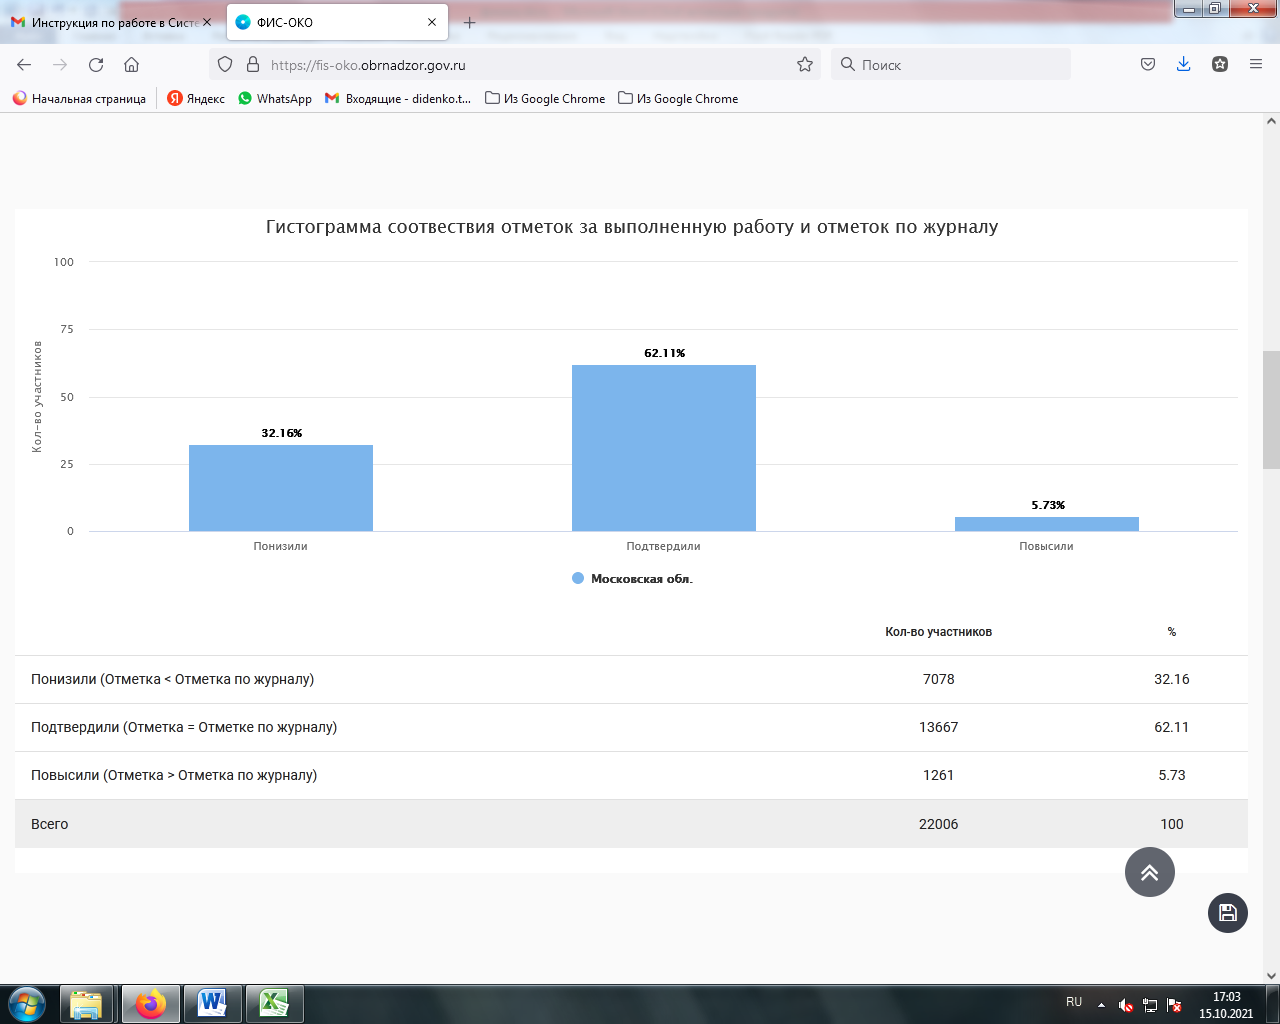 Инструкция по работе в Систе
ФИС-ОКО
https://fis-oko.obrnadzor.gov.ru
Поиск
Начальная страница
Яндекс
WhatsApp
Входящие - didenko.t...
Из Google Chrome
Из Google Chrome
Гистограмма соотвествия отметок за выполненную работу и отметок по журналу
100
75
50
25
0
Кол-во участников
32.16%
62.11%
5.73%
Понизили
Подтвердили
Повысили
Московская обл.
Кол-во участников %
Понизили (Отметка < Отметка по журналу) 7078 32.16
Подтвердили (Отметка = Отметке по журналу) 13667 62.11
Повысили (Отметка > Отметка по журналу) 1261 5.73
Всего 22006 100
RU
17:03
15.10.2021